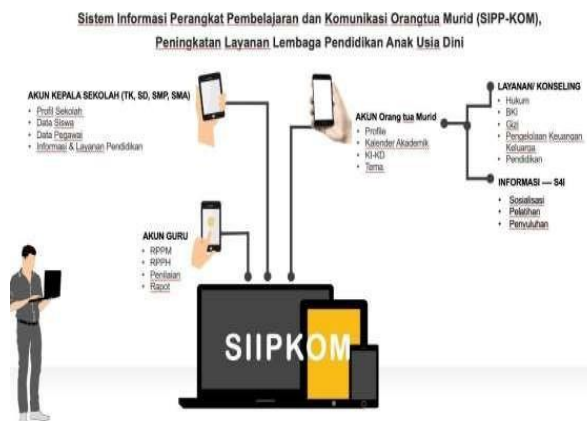 Sistem Informasi Perangkat Pembelajaran dan Komunikasi Orangtua Murid (SIPP-KOM),
Peningkatan Layanan Lembaga Pendidikan Anak Usia Dini
AKUN KEPALA SEKOLAH (TK, SD, SMP, SMA)
• Profil Sekolah
• Data Siswa
• Data Pegawai
• Informasi & Layanan Pendidikan
AKUN Orang tua Murid
• Profile
• Kalender Akademik
• KI-KD
• Tema
LAYANAN/ KONSELING
• Hukum
• BKI
• Gizi
• Pengelolaan Keuangan
Keluarga
• Pendidikan
INFORMASI — S4I
• Sosialisasi
• Pelatihan
• Penyuluhan
AKUN GURU
• RPPM
• RPPH
• Penilaian
• Rapot
SIIPKOM